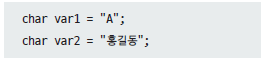 char var1 = "A";
char var2 = "홍길동";